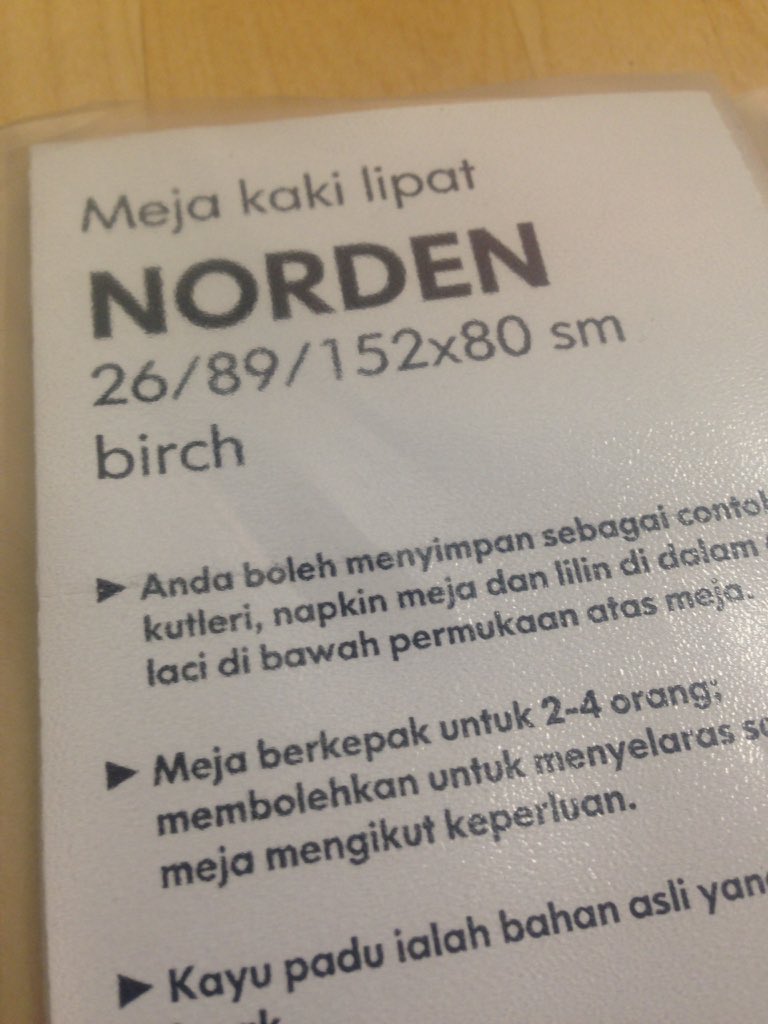 Meja kaki lipat
NORDEN
26/89/152x80 sm
birch
► Anda boleh menyimpan sebagai
kutleri, napkin meja dan lilin di dalam
laci di bawah permukaan atas meja.
► Meja berkepak untuk 2-4 orang;
membolehkan untuk menyelaras
meja mengikut keperluan.
► Kayu padu ialah bahan asli